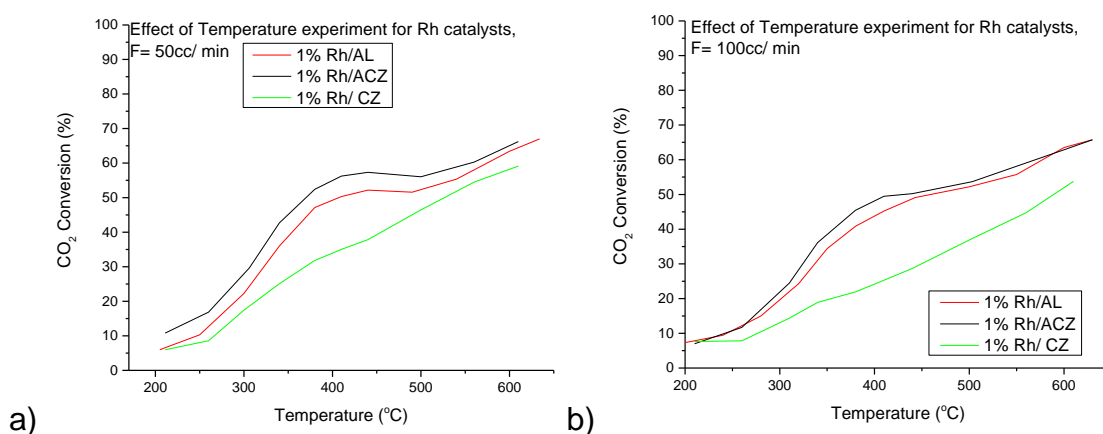 Effect of Temperature experiment for Rh catalysts,
F= 50cc/ min
1% Rh/AL
1% Rh/ACZ
1% Rh/ CZ
CO₂ Conversion (%)
100
90
80
70
60
50
40
30
20
10
0
200 300 400 500 600
Temperature (°C)
a)
Effect of Temperature experiment for Rh catalysts,
F= 100cc/ min
CO₂ Conversion (%)
100
90
80
70
60
50
40
30
20
10
0
1% Rh/AL
1% Rh/ACZ
1% Rh/ CZ
200 300 400 500 600
Temperature (°C)
b)